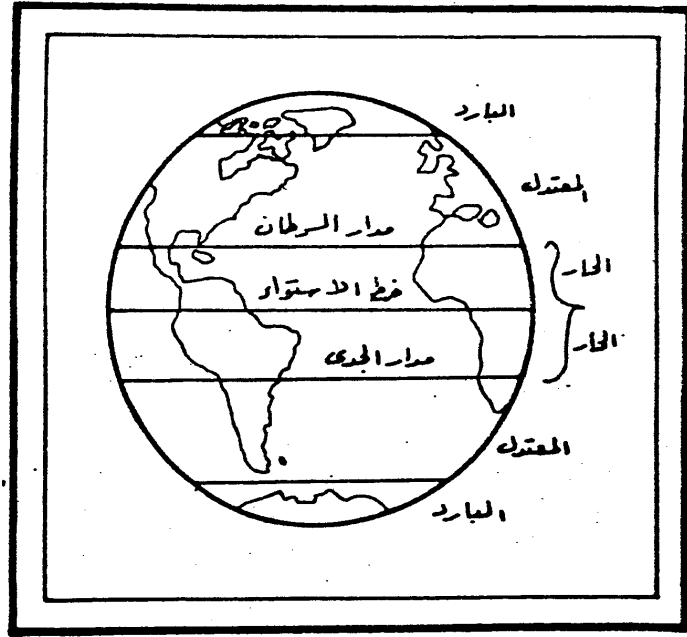 البارد
المعتدل
مدار السرطان
الحار
خط الاستواء
الحار
مدار الجدى
المعتدل
البارد